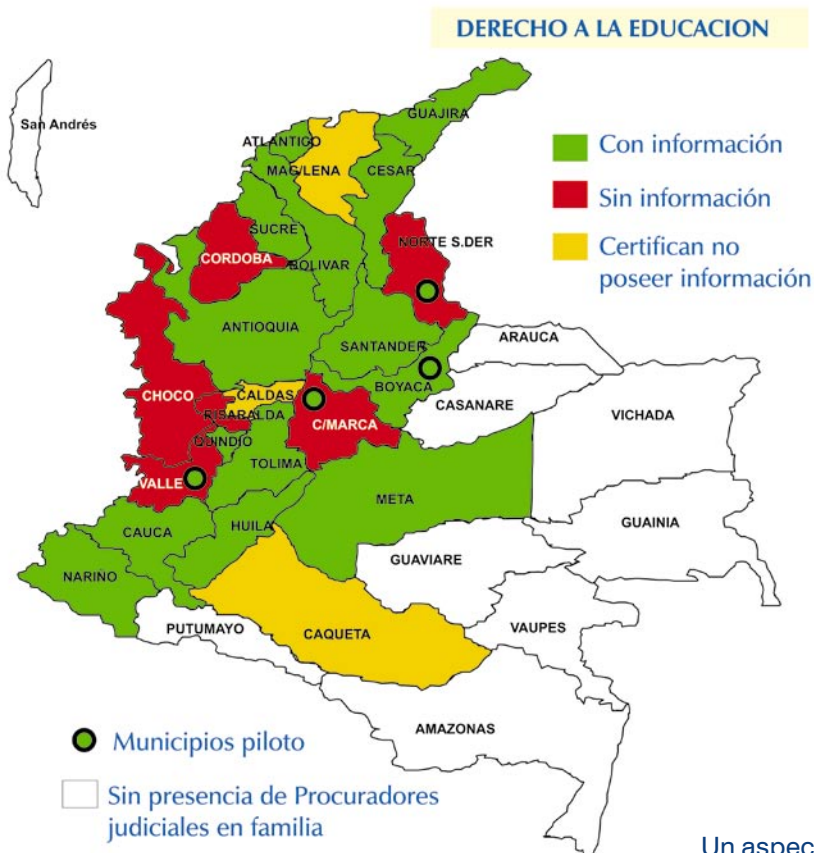 DERECHO A LA EDUCACION
San Andrés
GUAJIRA
ATLANTICO
MAG/LENA
CESAR
Con información
Sin información
Certifican no
poseer información
SUCRE
CORDOBA
BOLIVAR
NORTE S.DER
ANTIOQUIA
SANTANDER
ARAUCA
BOYACA
CASANARE
CHOCO
CALDAS
RISARALDA
C/MARCA
VICHADA
QUINDIO
TOLIMA
VALLE
META
CAUCA
HUILA
GUAINIA
GUAVIARE
NARIÑO
PUTUMAYO
CAQUETA
VAUPES
AMAZONAS
Municipios piloto
Sin presencia de Procuradores
judiciales en familia
Un aspec